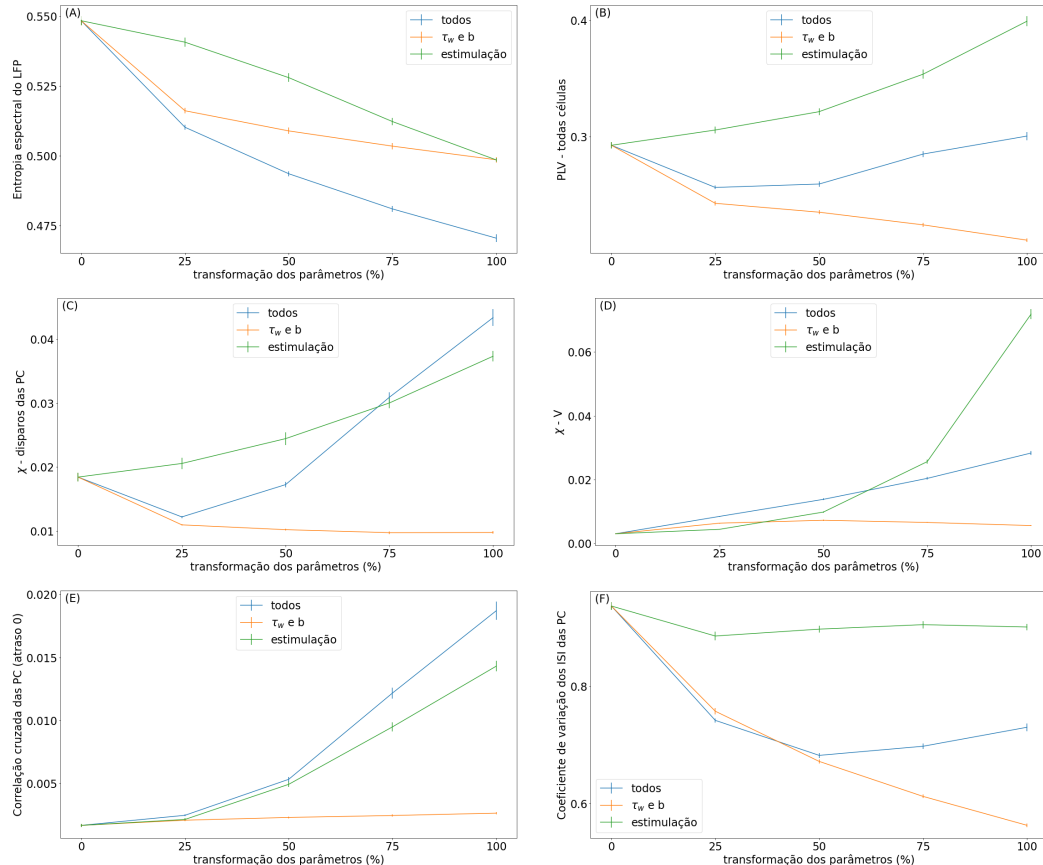 (A)
todos
τw e b
estimulação
0.550
0.525
0.500
0.475
Entropia espectral do LFP
0 25 50 75 100
transformação dos parâmetros (%)
(B)
todos
τw e b
estimulação
0.4
0.3
PLV - todas células
0 25 50 75 100
transformação dos parâmetros (%)
(C)
todos
τw e b
estimulação
0.04
0.03
0.02
0.01
χ - disparos das PC
0 25 50 75 100
transformação dos parâmetros (%)
(D)
todos
τw e b
estimulação
0.06
0.04
0.02
0.00
χ - V
0 25 50 75 100
transformação dos parâmetros (%)
(E)
todos
τw e b
estimulação
0.020
0.015
0.010
0.005
Correlação cruzada das PC (atraso 0)
0 25 50 75 100
transformação dos parâmetros (%)
(F)
0.8
0.6
Coeficiente de variação dos ISI das PC
todos
τw e b
estimulação
0 25 50 75 100
transformação dos parâmetros (%)